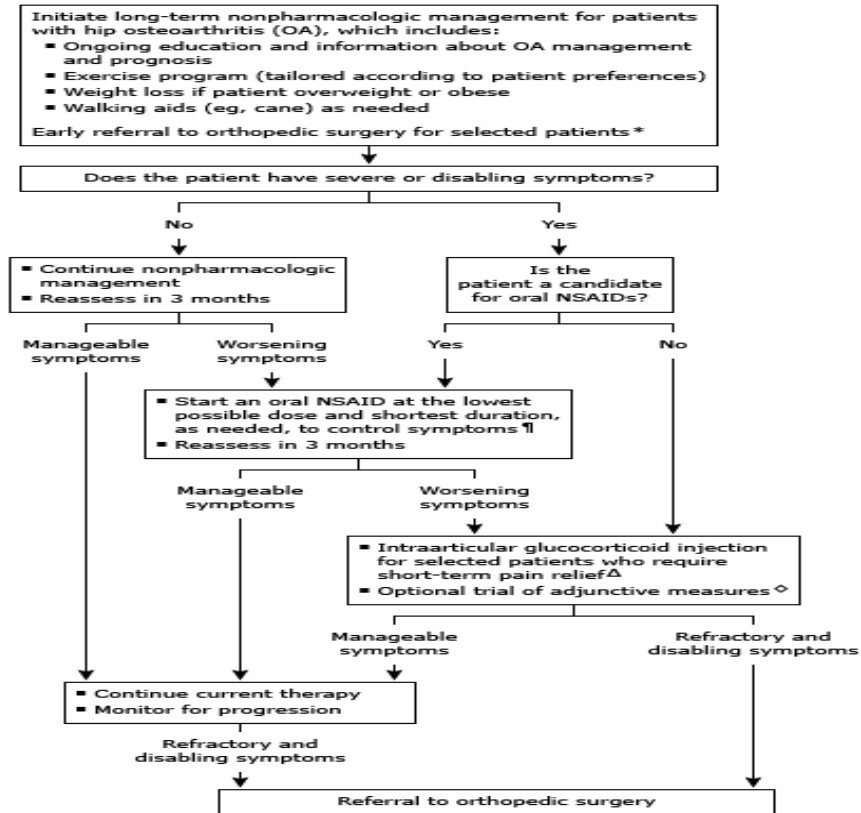 Initiate long-term nonpharmacologic management for patients
with hip osteoarthritis (OA), which includes:
▪ Ongoing education and information about OA management
and prognosis
▪ Exercise program (tailored according to patient preferences)
▪ Weight loss if patient overweight or obese
▪ Walking aids (eg, cane) as needed
Early referral to orthopedic surgery for selected patients*
Does the patient have severe or disabling symptoms?
No
Yes
▪ Continue nonpharmacologic
management
▪ Reassess in 3 months
Is the
patient a candidate
for oral NSAIDs?
Manageable
symptoms
Worsening
symptoms
Yes
No
▪ Start an oral NSAID at the lowest
possible dose and shortest duration,
as needed, to control symptoms¶
▪ Reassess in 3 months
Manageable
symptoms
Worsening
symptoms
▪ Intraarticular glucocorticoid injection
for selected patients who require
short-term pain reliefΔ
▪ Optional trial of adjunctive measures◇
Manageable
symptoms
Refractory and
disabling symptoms
▪ Continue current therapy
▪ Monitor for progression
Refractory and
disabling symptoms
Referral to orthopedic surgery